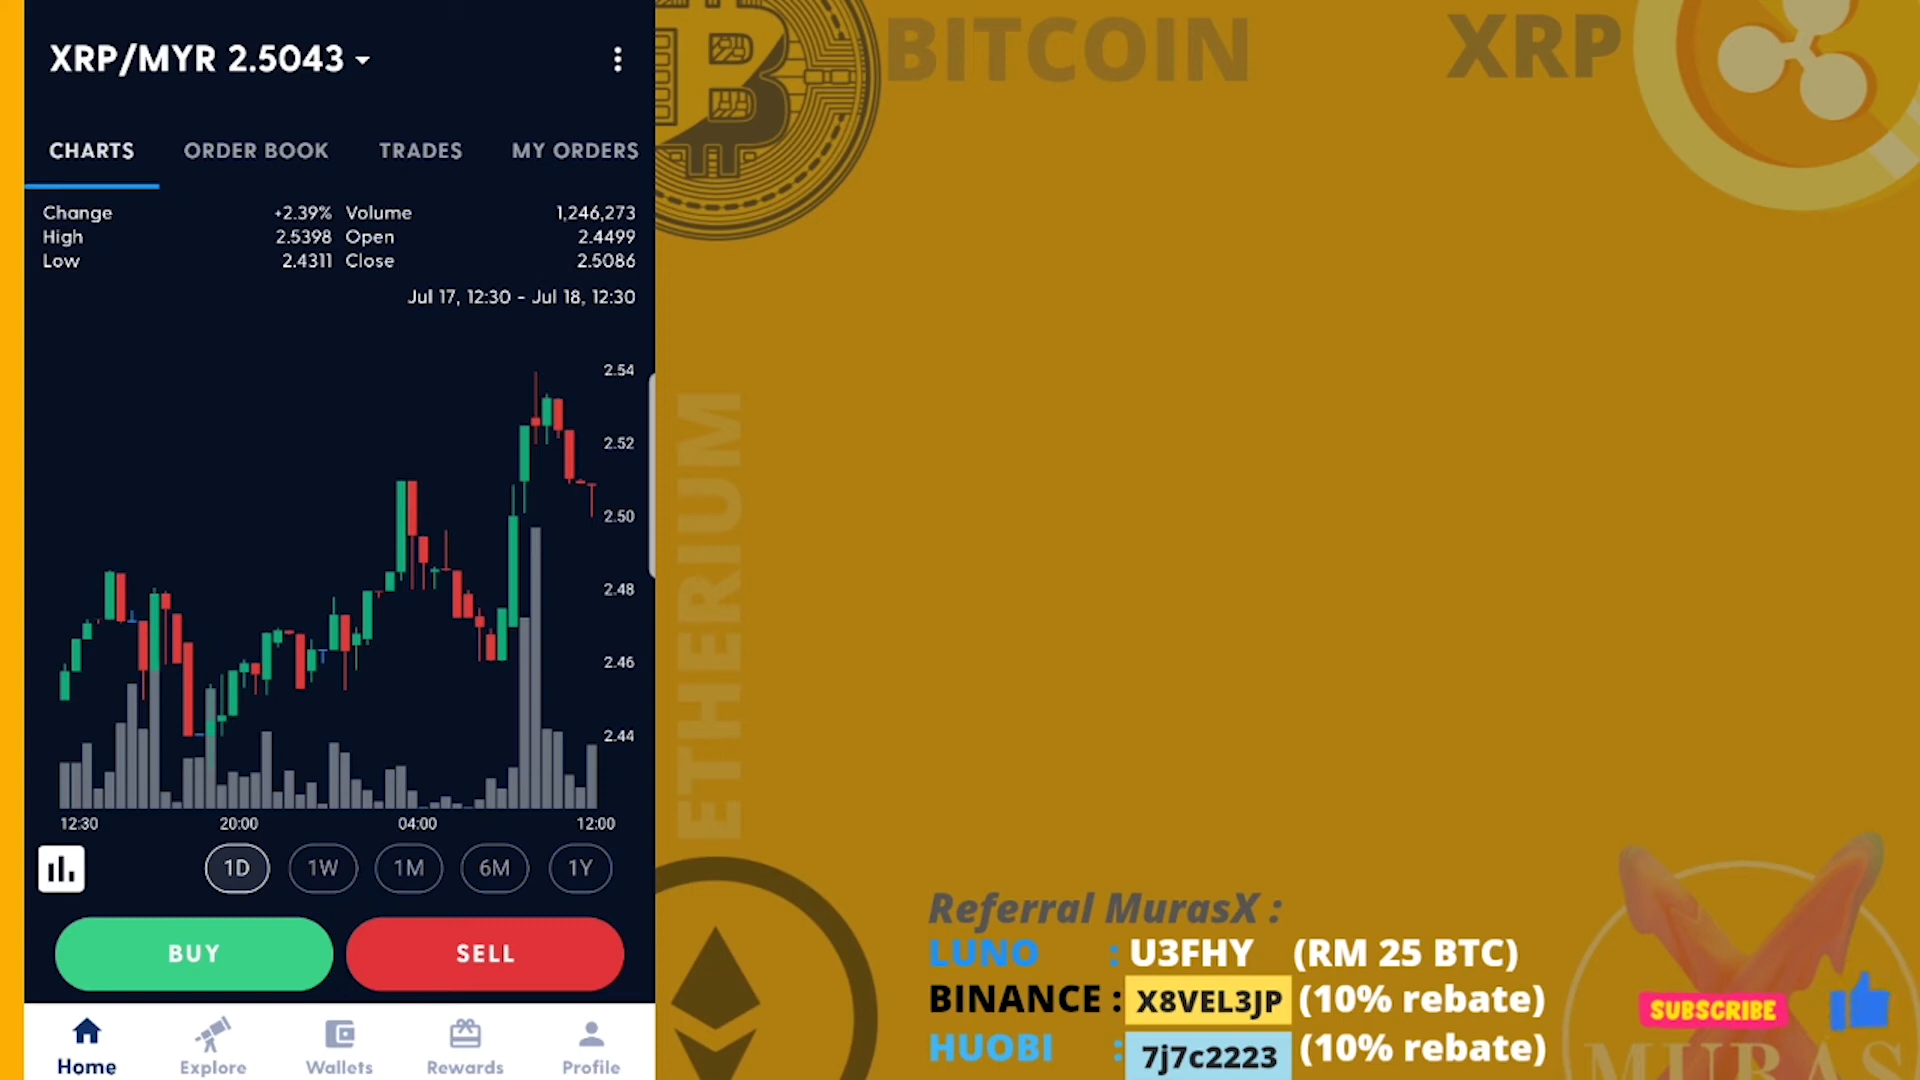 XRP/MYR 2.5043
CHARTS ORDER BOOK TRADES MY ORDERS
Change +2.39% Volume 1,246,273
High 2.5398 Open 2.4499
Low 2.4311 Close 2.5086
Jul 17, 12:30 - Jul 18, 12:30
2.54
2.52
2.50
2.48
2.46
2.44
12:30 20:00 04:00 12:00
1D 1W 1M 6M 1Y
BUY SELL
Home Explore Wallets Rewards Profile
BITCOIN
XRP
ETHERIUM
Referral MurasX :
LUNO : U3FHY (RM 25 BTC)
BINANCE : X8VEL3JP (10% rebate)
HUOBI : 7j7c2223 (10% rebate)
SUBSCRIBE
MURAS